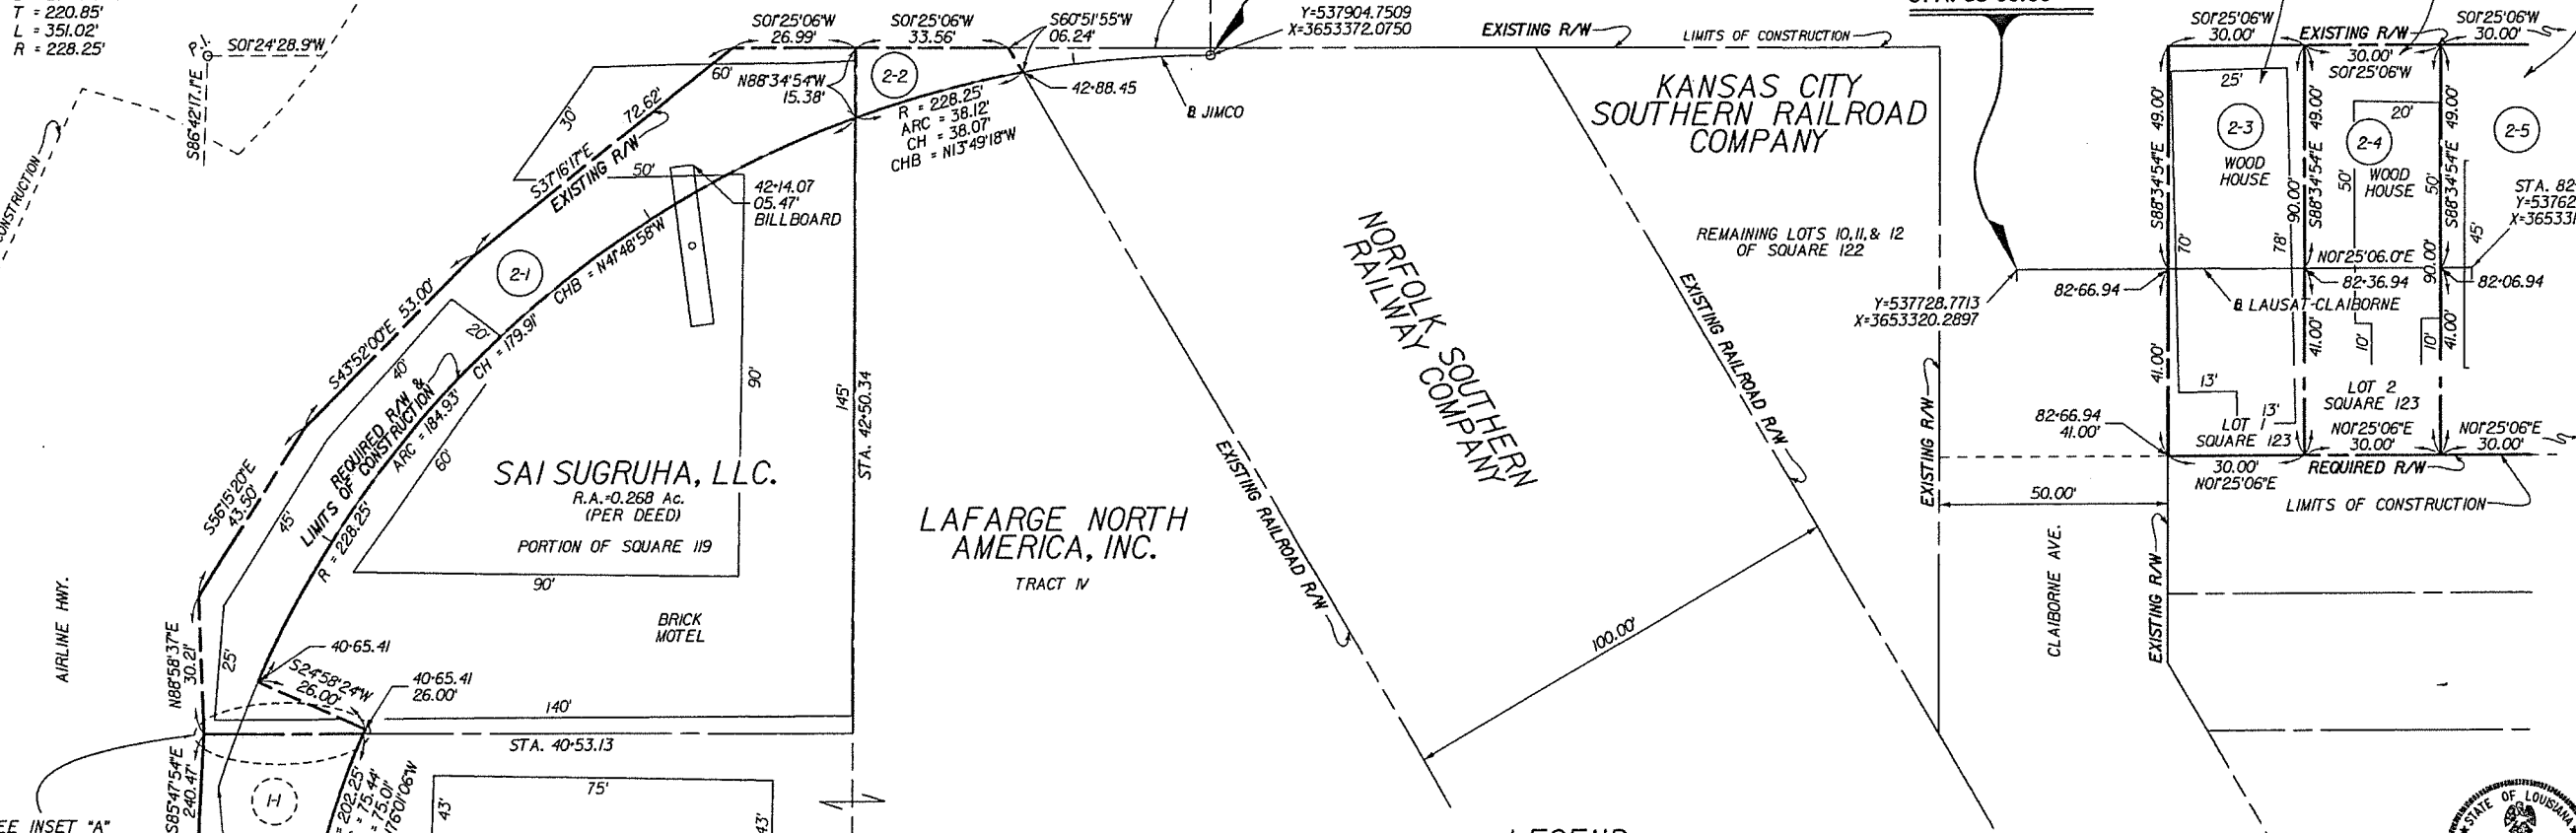 T = 220.85'
L = 351.02'
R = 228.25'
P.I.
S01°24'28.9"W
S86°42'17.1"E
CONSTRUCTION
AIRLINE HWY.
S01°25'06"W
26.99'
S01°25'06"W
33.56'
S60°51'55"W
06.24'
Y=537904.7509
X=3653372.0750
EXISTING R/W
LIMITS OF CONSTRUCTION
60'
N88°34'54"W
15.38'
2-2
42+88.45
R = 228.25'
ARC = 38.12'
CH = 38.07'
CHB = N13°49'18"W
JIMCO
30'
72.62'
S37°16'17"E
EXISTING R/W
50'
42+14.07
05.47'
BILLBOARD
2-1
CHB = N41°48'58"W
CH = 179.91'
S43°52'00"E 53.00'
20'
40'
REQUIRED R/W &
LIMITS OF CONSTRUCTION
ARC = 184.93'
R = 228.25'
60'
90'
145'
STA. 42+50.34
S56°15'20"E
43.50'
45'
SAI SUGRUHA, LLC.
R.A.=0.268 Ac.
(PER DEED)
PORTION OF SQUARE 119
90'
BRICK
MOTEL
N88°58'37"E
30.21'
25'
40+65.41
S24°58'24"W
26.00'
40+65.41
26.00'
140'
STA. 40+53.13
S85°47'54"E
240.47'
1-1
= 202.25'
= 75.44'
= 75.01'
76°01'06"W
SEE INSET "A"
43'
75'
43'
LAFARGE NORTH
AMERICA, INC.
TRACT IV
EXISTING RAILROAD R/W
NORFOLK SOUTHERN
RAILWAY COMPANY
100.00'
EXISTING RAILROAD R/W
KANSAS CITY
SOUTHERN RAILROAD
COMPANY
REMAINING LOTS 10,11,& 12
OF SQUARE 122
Y=537728.7713
X=3653320.2897
EXISTING R/W
50.00'
CLAIBORNE AVE.
EXISTING R/W
S01°25'06"W
30.00'
EXISTING R/W
30.00'
S01°25'06"W
S01°25'06"W
30.00'
25'
S88°34'54"E 49.00'
2-3
WOOD
HOUSE
S88°34'54"E 49.00'
90.00'
20'
2-4
WOOD
HOUSE
50'
50'
S88°34'54"E 49.00'
2-5
STA. 82+
Y=53762
X=365331
45'
70'
78'
N01°25'06.0"E
90.00'
82+66.94
82+36.94
82+06.94
LAUSAT-CLAIBORNE
41.00'
41.00'
10'
10'
41.00'
13'
13'
LOT 1
SQUARE 123
LOT 2
SQUARE 123
82+66.94
41.00'
30.00'
N01°25'06"E
N01°25'06"E
30.00'
N01°25'06"E
30.00'
REQUIRED R/W
LIMITS OF CONSTRUCTION
LEGEND
STATE OF LOUISIANA